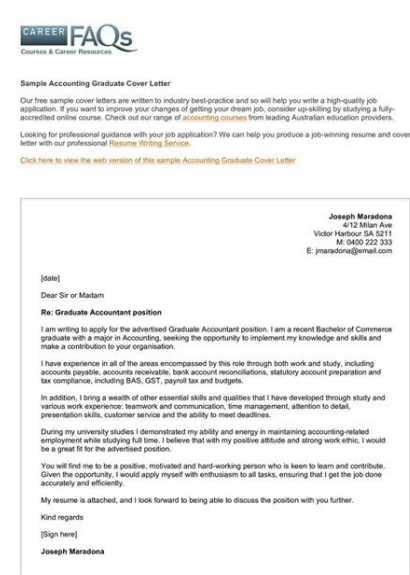 CAREER FAQs
Courses & Career Resources
Sample Accounting Graduate Cover Letter
Our free sample cover letters are written to industry best-practice and so will help you write a high-quality job
application. If you want to improve your changes of getting your dream job, consider up-skilling by studying a fully-
accredited online course. Check out our range of accounting courses from leading Australian education providers.
Looking for professional guidance with your job application? We can help you produce a job-winning resume and cover
letter with our professional Resume Writing Service.
Click here to view the web version of this sample Accounting Graduate Cover Letter
Joseph Maradona
4/12 Milan Ave
Victor Harbour SA 5211
M: 0400 222 333
E: jmaradona@email.com
[date]
Dear Sir or Madam
Re: Graduate Accountant position
I am writing to apply for the advertised Graduate Accountant position. I am a recent Bachelor of Commerce
graduate with a major in Accounting, seeking the opportunity to implement my knowledge and skills and
make a contribution to your organisation.
I have experience in all of the areas encompassed by this role through both work and study, including
accounts payable, accounts receivable, bank account reconciliations, statutory account preparation and
tax compliance, including BAS, GST, payroll tax and budgets.
In addition, I bring a wealth of other essential skills and qualities that I have developed through study and
various work experience: teamwork and communication, time management, attention to detail,
presentation skills, customer service and the ability to meet deadlines.
During my university studies I demonstrated my ability and energy in maintaining accounting-related
employment while studying full time. I believe that with my positive attitude and strong work ethic, I would
be a great fit for the advertised position.
You will find me to be a positive, motivated and hard-working person who is keen to learn and contribute.
Given the opportunity, I would apply myself with enthusiasm to all tasks, ensuring that I get the job done
accurately and efficiently.
My resume is attached, and I look forward to being able to discuss the position with you further.
Kind regards
[Sign here]
Joseph Maradona